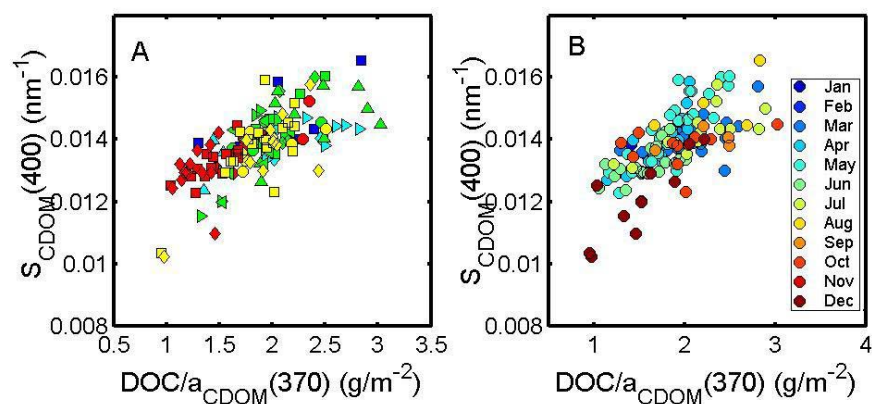 A
S_CDOM(400) (nm⁻¹)
0.016
0.014
0.012
0.01
0.008
0.5 1 1.5 2 2.5 3 3.5
DOC/a_CDOM(370) (g/m⁻²)
B
S_CDOM(400) (nm⁻¹)
0.016
0.014
0.012
0.01
0.008
1 2 3 4
DOC/a_CDOM(370) (g/m⁻²)
Jan
Feb
Mar
Apr
May
Jun
Jul
Aug
Sep
Oct
Nov
Dec